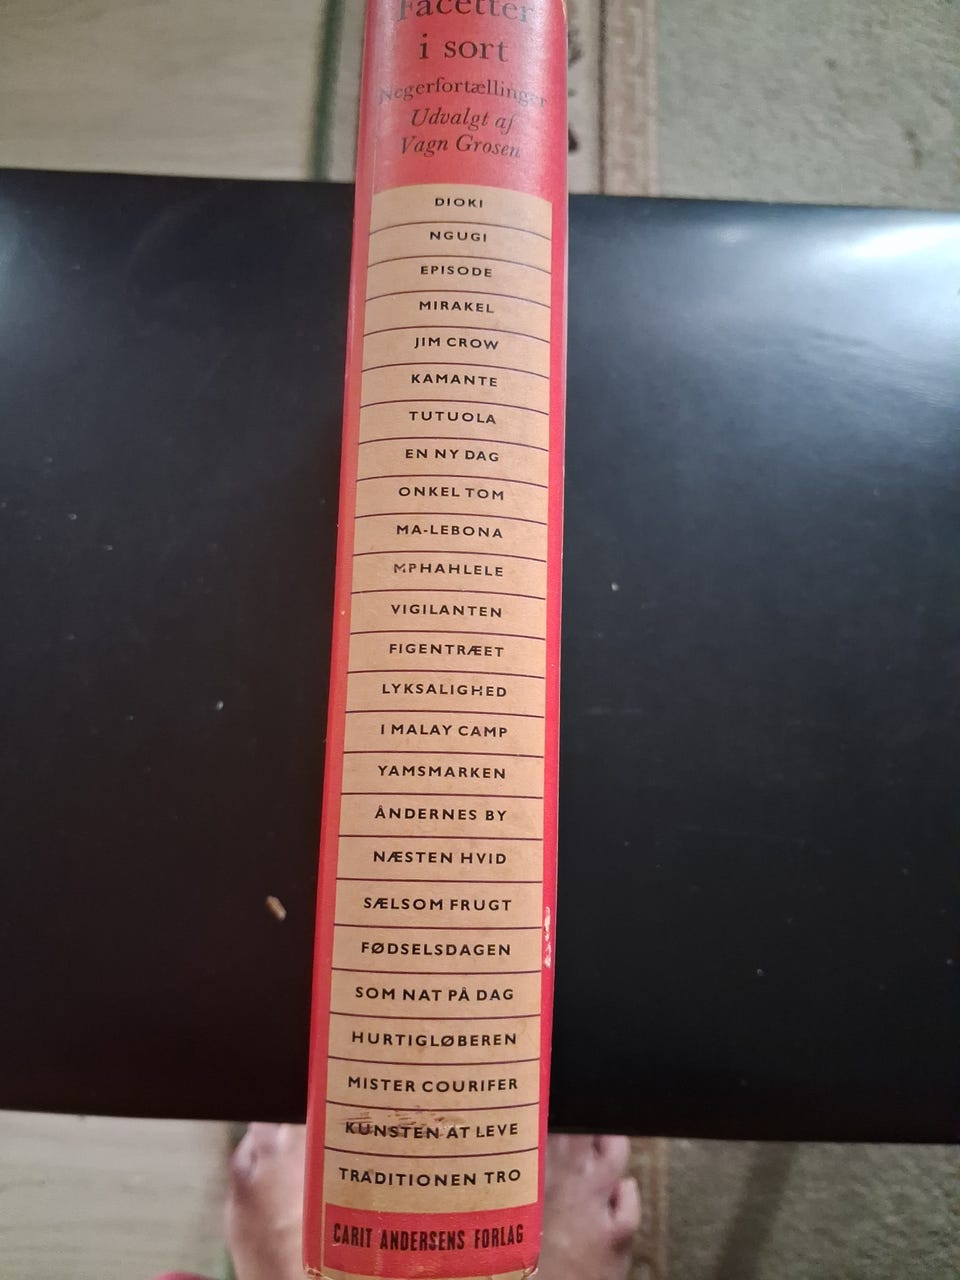 Facetter
i sort
Negerfortællinger
Udvalgt af
Vagn Grosen
DIOKI
NGUGI
EPISODE
MIRAKEL
JIM CROW
KAMANTE
TUTUOLA
EN NY DAG
ONKEL TOM
MA-LEBONA
MPHAHLELE
VIGILANTEN
FIGENTRÆET
LYKSALIGHED
I MALAY CAMP
YAMSMARKEN
ÅNDERNES BY
NÆSTEN HVID
SÆLSOM FRUGT
FØDSELSDAGEN
SOM NAT PÅ DAG
HURTIGLØBEREN
MISTER COURIFER
KUNSTEN AT LEVE
TRADITIONEN TRO
CARIT ANDERSENS FORLAG